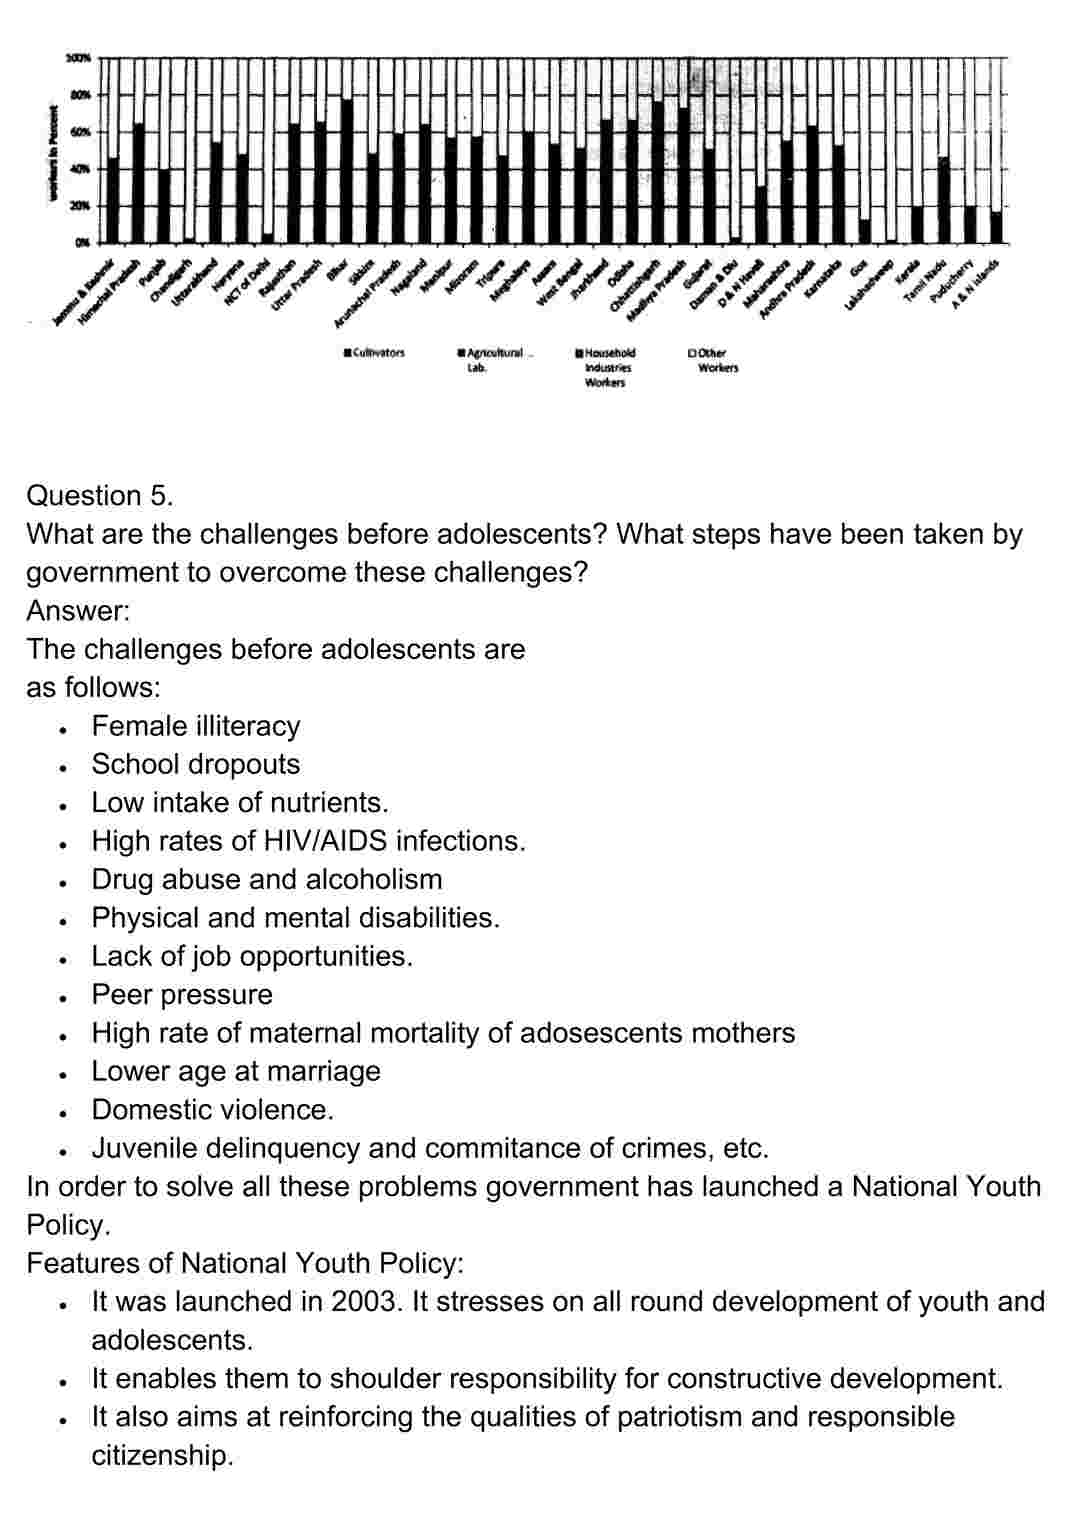 100%
80%
60%
40%
20%
0%
workers in Percent
Jammu & Kashmir
Himachal Pradesh
Punjab
Chandigarh
Uttarakhand
Haryana
NCT of Delhi
Rajasthan
Uttar Pradesh
Bihar
Sikkim
Arunachal Pradesh
Nagaland
Manipur
Mizoram
Tripura
Meghalaya
Assam
West Bengal
Jharkhand
Odisha
Chhattishgarh
Madhya Pradesh
Gujarat
Daman & Diu
D & N Haveli
Maharashtra
Andhra Pradesh
Karnataka
Goa
Lakshadweep
Kerala
Tamil Nadu
Puducherry
A & N Islands
Cultivators
Agricultural
Lab.
Household
Industries
Workers
Other
Workers
Question 5.
What are the challenges before adolescents? What steps have been taken by
government to overcome these challenges?
Answer:
The challenges before adolescents are
as follows:
• Female illiteracy
• School dropouts
• Low intake of nutrients.
• High rates of HIV/AIDS infections.
• Drug abuse and alcoholism
• Physical and mental disabilities.
• Lack of job opportunities.
• Peer pressure
• High rate of maternal mortality of adosescents mothers
• Lower age at marriage
• Domestic violence.
• Juvenile delinquency and commitance of crimes, etc.
In order to solve all these problems government has launched a National Youth
Policy.
Features of National Youth Policy:
• It was launched in 2003. It stresses on all round development of youth and
adolescents.
• It enables them to shoulder responsibility for constructive development.
• It also aims at reinforcing the qualities of patriotism and responsible
citizenship.